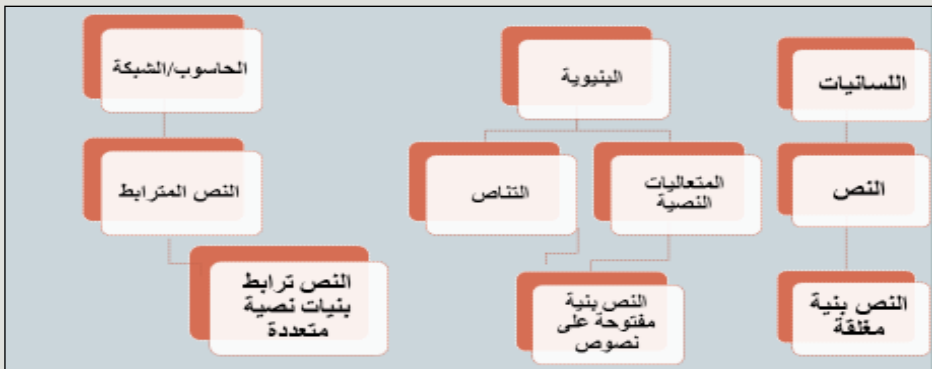 اللسانيات
النص
النص بنية
مغلقة
البنيوية
المتعاليات
النصية
التناص
النص بنية
مفتوحة على
نصوص
الحاسوب/الشبكة
النص المترابط
النص ترابط
بنيات نصية
متعددة